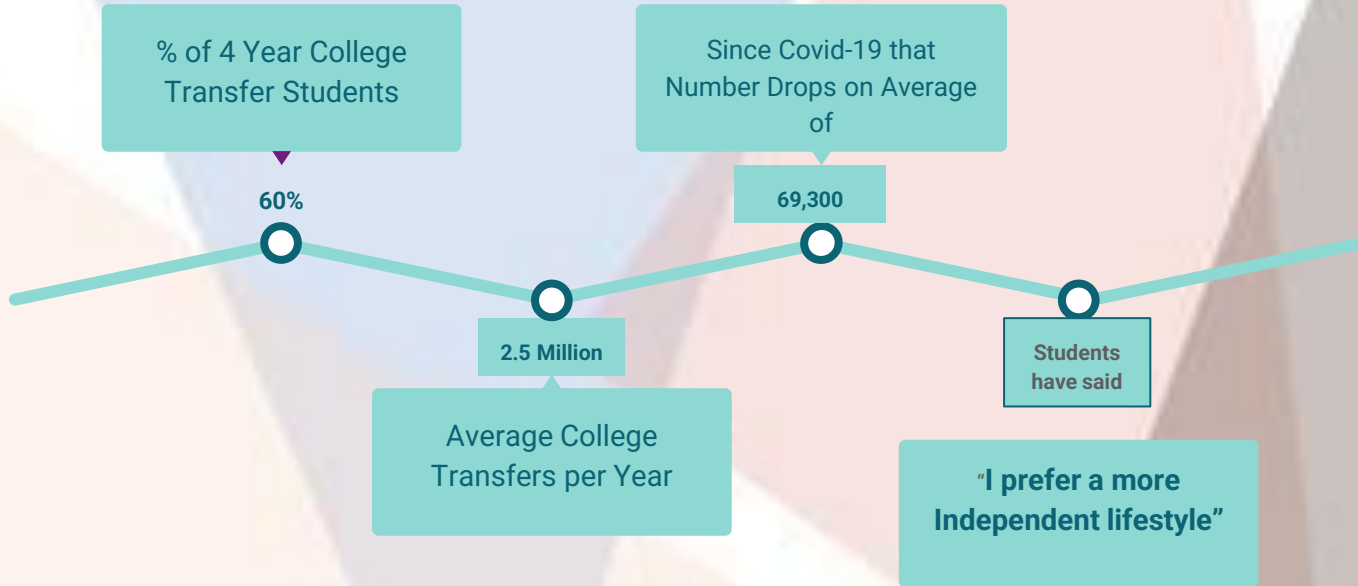 % of 4 Year College
Transfer Students
60%
2.5 Million
Average College
Transfers per Year
Since Covid-19 that
Number Drops on Average
of
69,300
Students
have said
“I prefer a more
Independent lifestyle”